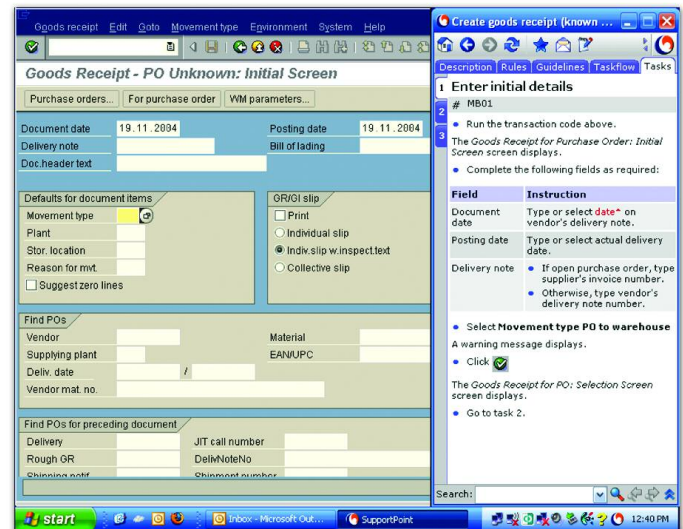 Goods receipt Edit Goto Movement type Environment System Help
Goods Receipt - PO Unknown: Initial Screen
Purchase orders... For purchase order WM parameters...
Document date 19.11.2004 Posting date 19.11.2004
Delivery note Bill of lading
Doc.header text
Defaults for document items
Movement type
Plant
Stor. location
Reason for mvt.
Suggest zero lines
GR/GI slip
Print
Individual slip
Indiv.slip w.inspect.text
Collective slip
Find POs
Vendor Material
Supplying plant EAN/UPC
Deliv. date /
Vendor mat. no.
Find POs for preceding document
Delivery JIT call number
Rough GR DelivNoteNo
Shipping notif Shipment number
Create goods receipt (known ...
Description Rules Guidelines Taskflow Tasks
1 Enter initial details
2
3
# MB01
• Run the transaction code above.
The Goods Receipt for Purchase Order: Initial
Screen screen displays.
• Complete the following fields as required:
Field Instruction
Document
date
Type or select date* on
vendor's delivery note.
Posting date Type or select actual delivery
date.
Delivery note • If open purchase order, type
supplier's invoice number.
• Otherwise, type vendor's
delivery note number.
• Select Movement type PO to warehouse
A warning message displays.
• Click
The Goods Receipt for PO: Selection Screen
screen displays.
• Go to task 2.
Search:
start Inbox - Microsoft Out... SupportPoint 12:40 PM